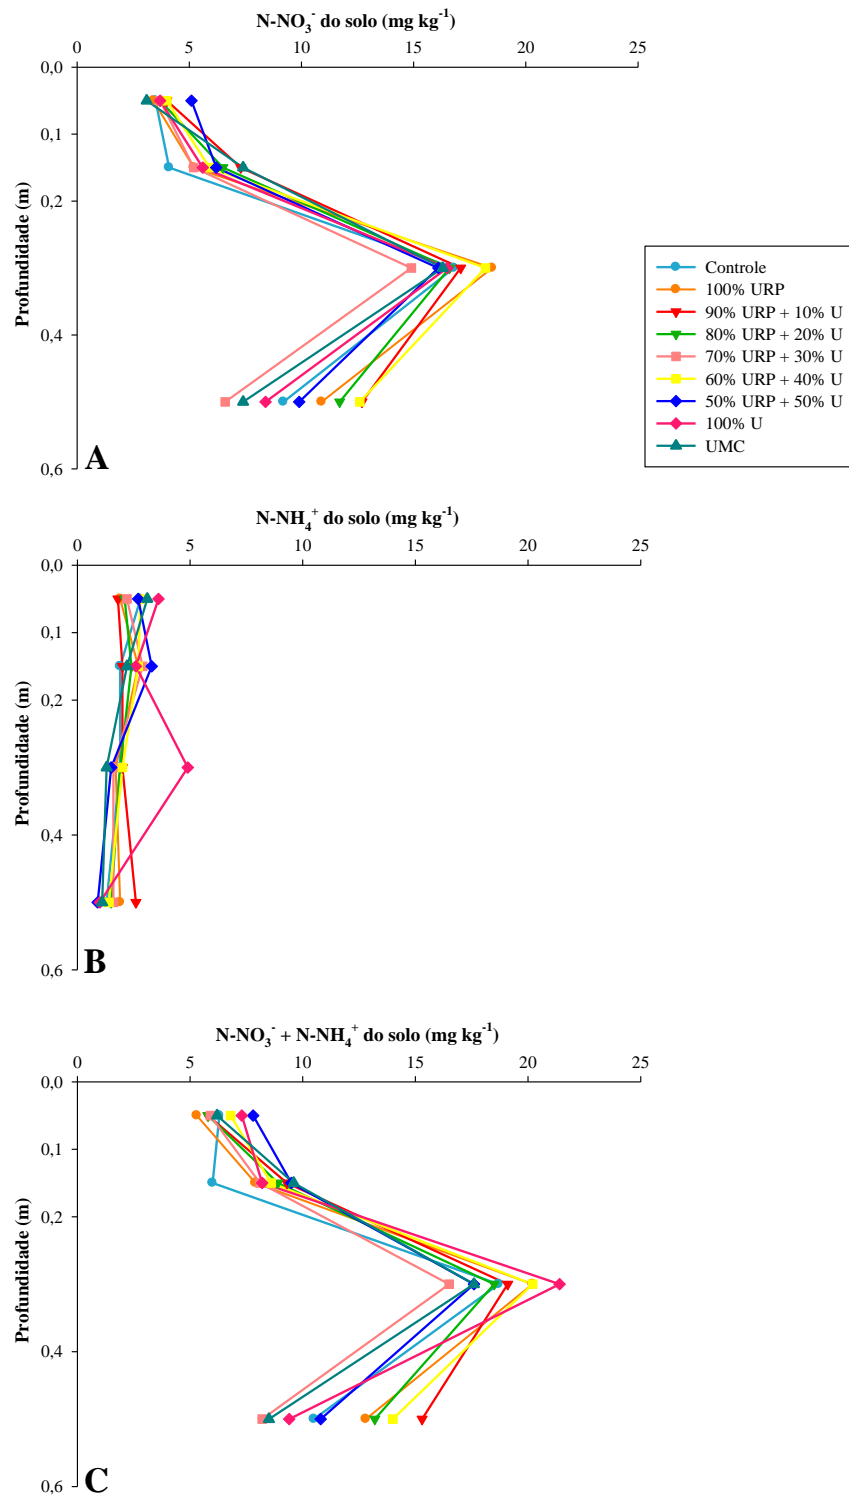 N-NO₃⁻ do solo (mg kg⁻¹)
0 5 10 15 20 25
Profundidade (m)
0,0
0,1
0,2
0,4
0,6
A
Controle
100% URP
90% URP + 10% U
80% URP + 20% U
70% URP + 30% U
60% URP + 40% U
50% URP + 50% U
100% U
UMC
N-NH₄⁺ do solo (mg kg⁻¹)
0 5 10 15 20 25
Profundidade (m)
0,0
0,1
0,2
0,4
0,6
B
N-NO₃⁻ + N-NH₄⁺ do solo (mg kg⁻¹)
0 5 10 15 20 25
Profundidade (m)
0,0
0,1
0,2
0,4
0,6
C